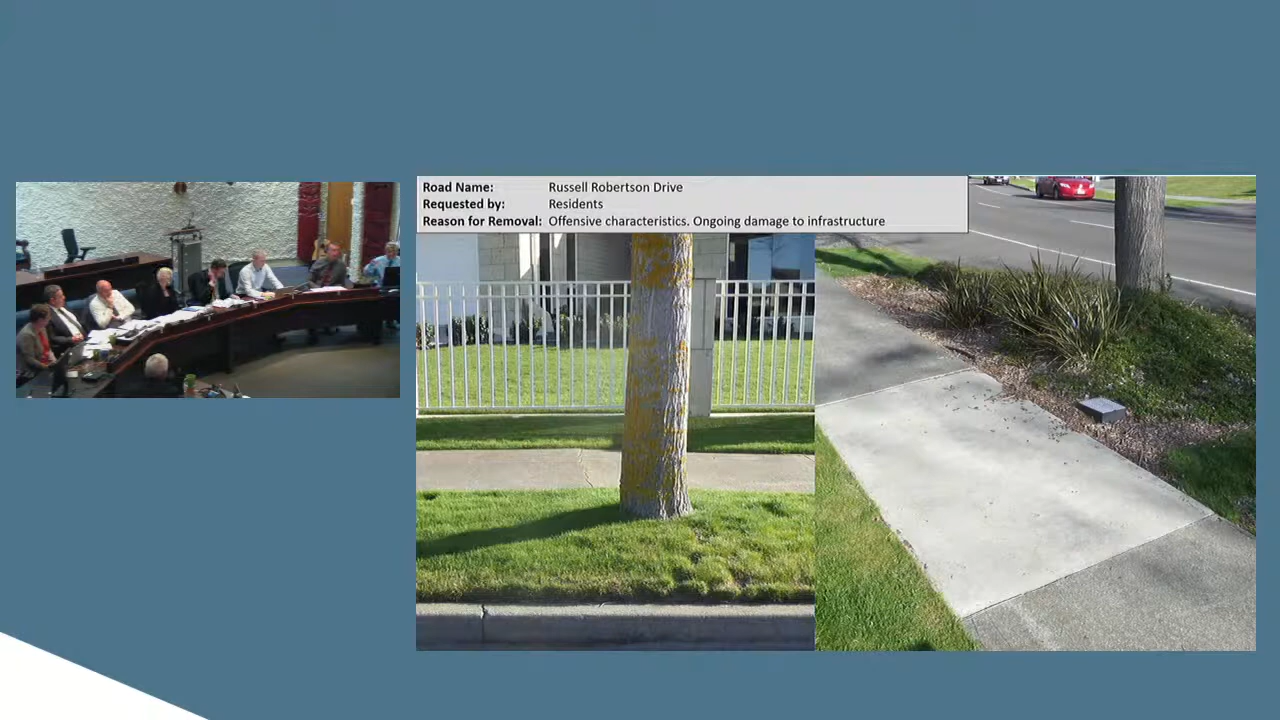 Road Name: Russell Robertson Drive
Requested by: Residents
Reason for Removal: Offensive characteristics. Ongoing damage to infrastructure